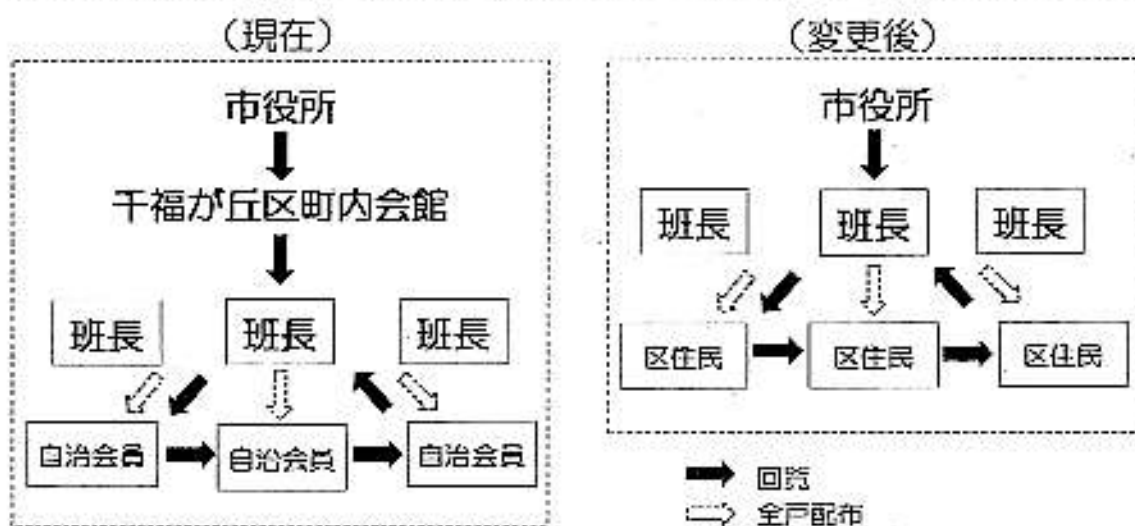 （現在）
市役所
千福が丘区町内会館
班長
班長
班長
自治会員
自治会員
自治会員
（変更後）
市役所
班長
班長
班長
区住民
区住民
区住民
回覧
全戸配布